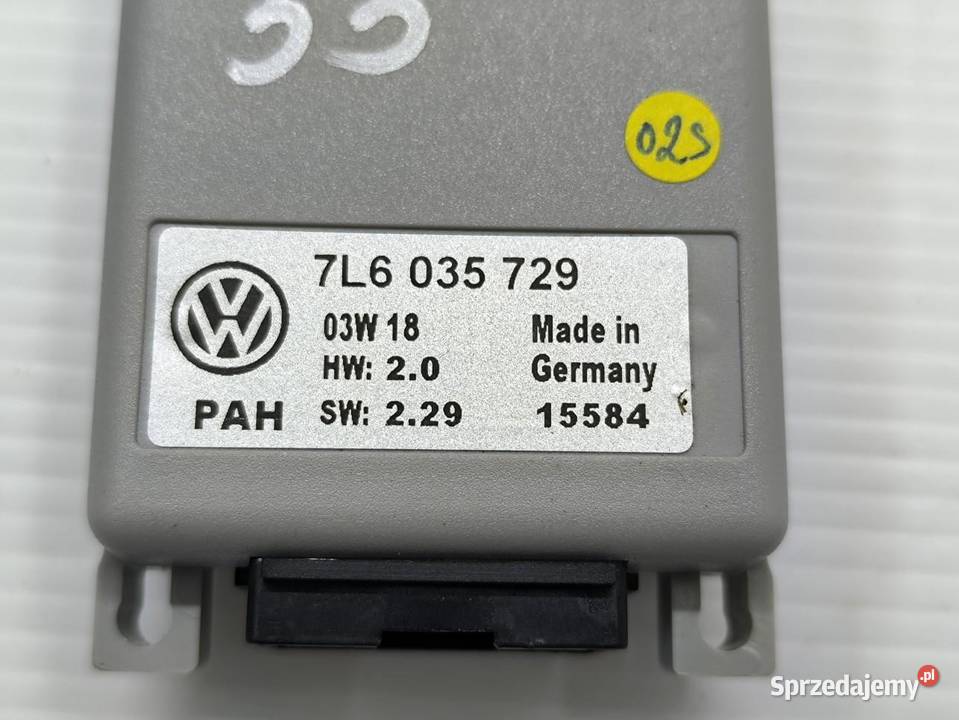 55
02S
7L6 035 729
03W 18 Made in
HW: 2.0 Germany
PAH SW: 2.29 15584
Sprzedajemy.pl